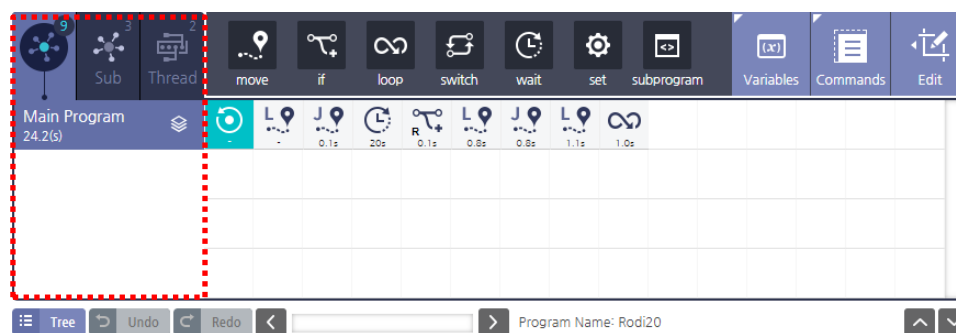 9 3 2
Sub Thread
move if loop switch wait set subprogram (x) Variables Commands Edit
Main Program
24.2(s)
L J L R L J L
- - 0.1s 20s 0.1s 0.8s 0.8s 1.1s 1.0s
Tree Undo Redo Program Name: Rodi20